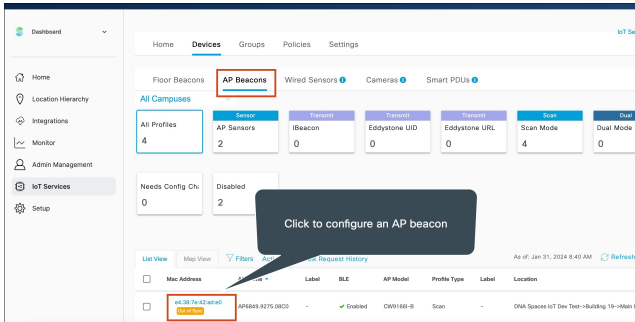 Dashboard
IoT Se
Home Devices Groups Policies Settings
Home
Location Hierarchy
Integrations
Monitor
Admin Management
IoT Services
Setup
Floor Beacons AP Beacons Wired Sensors Cameras Smart PDUs
All Campuses
All Profiles
4
Sensor
AP Sensors
2
Transmit
iBeacon
0
Transmit
Eddystone UID
0
Transmit
Eddystone URL
0
Scan
Scan Mode
4
Dual
Dual Mode
0
Needs Config Cha
0
Disabled
2
Click to configure an AP beacon
List View Map View Filters Request History
As of: Jan 31, 2024 8:40 AM Refresh
Mac Address Label BLE AP Model Profile Type Label Location
e4:38:7e:42:ad:e0
Out of Sync
AP6849.9275.08C0 - Enabled CW9166I-B Scan - DNA Spaces IoT Dev Test->Building 19->Main